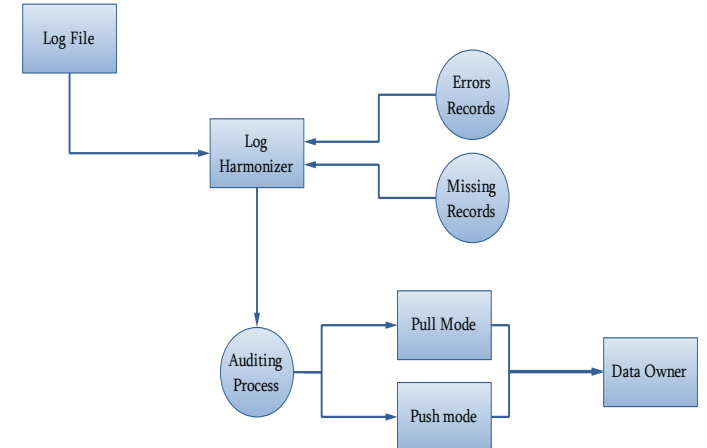 Log File
Errors
Records
Log
Harmonizer
Missing
Records
Pull Mode
Auditing
Process
Data Owner
Push mode